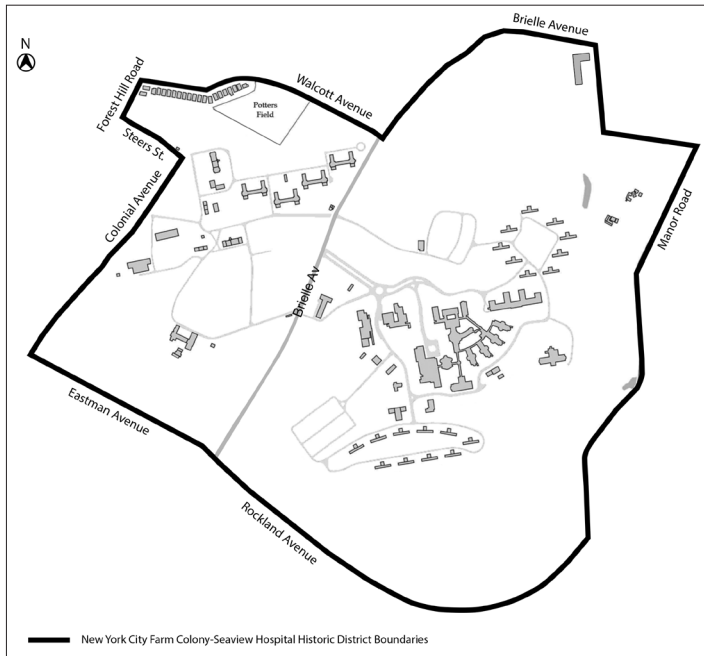 Brielle Avenue
N
Walcott Avenue
Forest Hill Road
Potters
Field
Steers St.
Colonial Avenue
Manor Road
Brielle Av
Eastman Avenue
Rockland Avenue
New York City Farm Colony-Seaview Hospital Historic District Boundaries